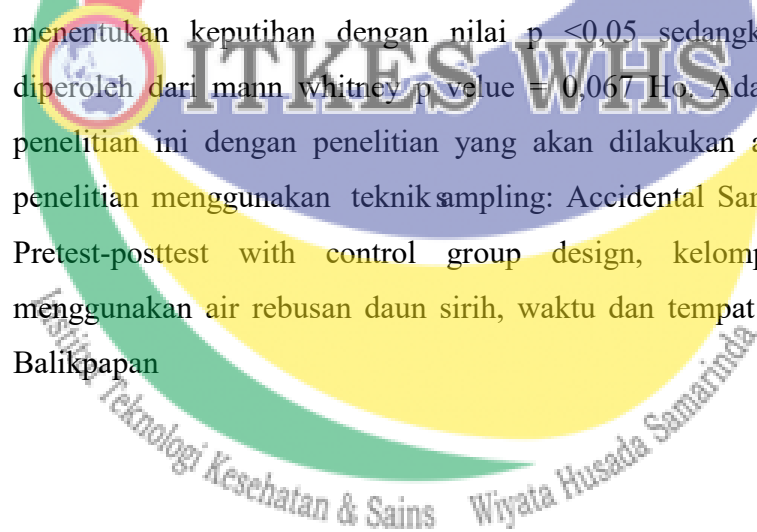 menentukan keputihan dengan nilai p <0,05 sedangk
diperoleh dari mann whitney p velue = 0,067 Ho. Ada
penelitian ini dengan penelitian yang akan dilakukan a
penelitian menggunakan teknik sampling: Accidental Sar
Pretest-posttest with control group design, kelomp
menggunakan air rebusan daun sirih, waktu dan tempat
Balikpapan
ITKES WHS
Institut Teknologi Kesehatan & Sains Wiyata Husada Samarinda